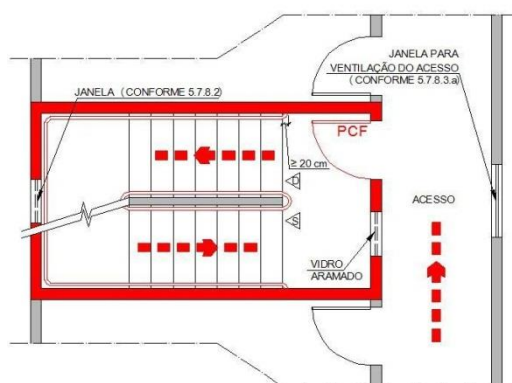 JANELA PARA
VENTILAÇÃO DO ACESSO
(CONFORME 5.7.8.3.a)
JANELA (CONFORME 5.7.8.2)
PCF
≥ 20 cm
D
ACESSO
S
VIDRO
ARAMADO